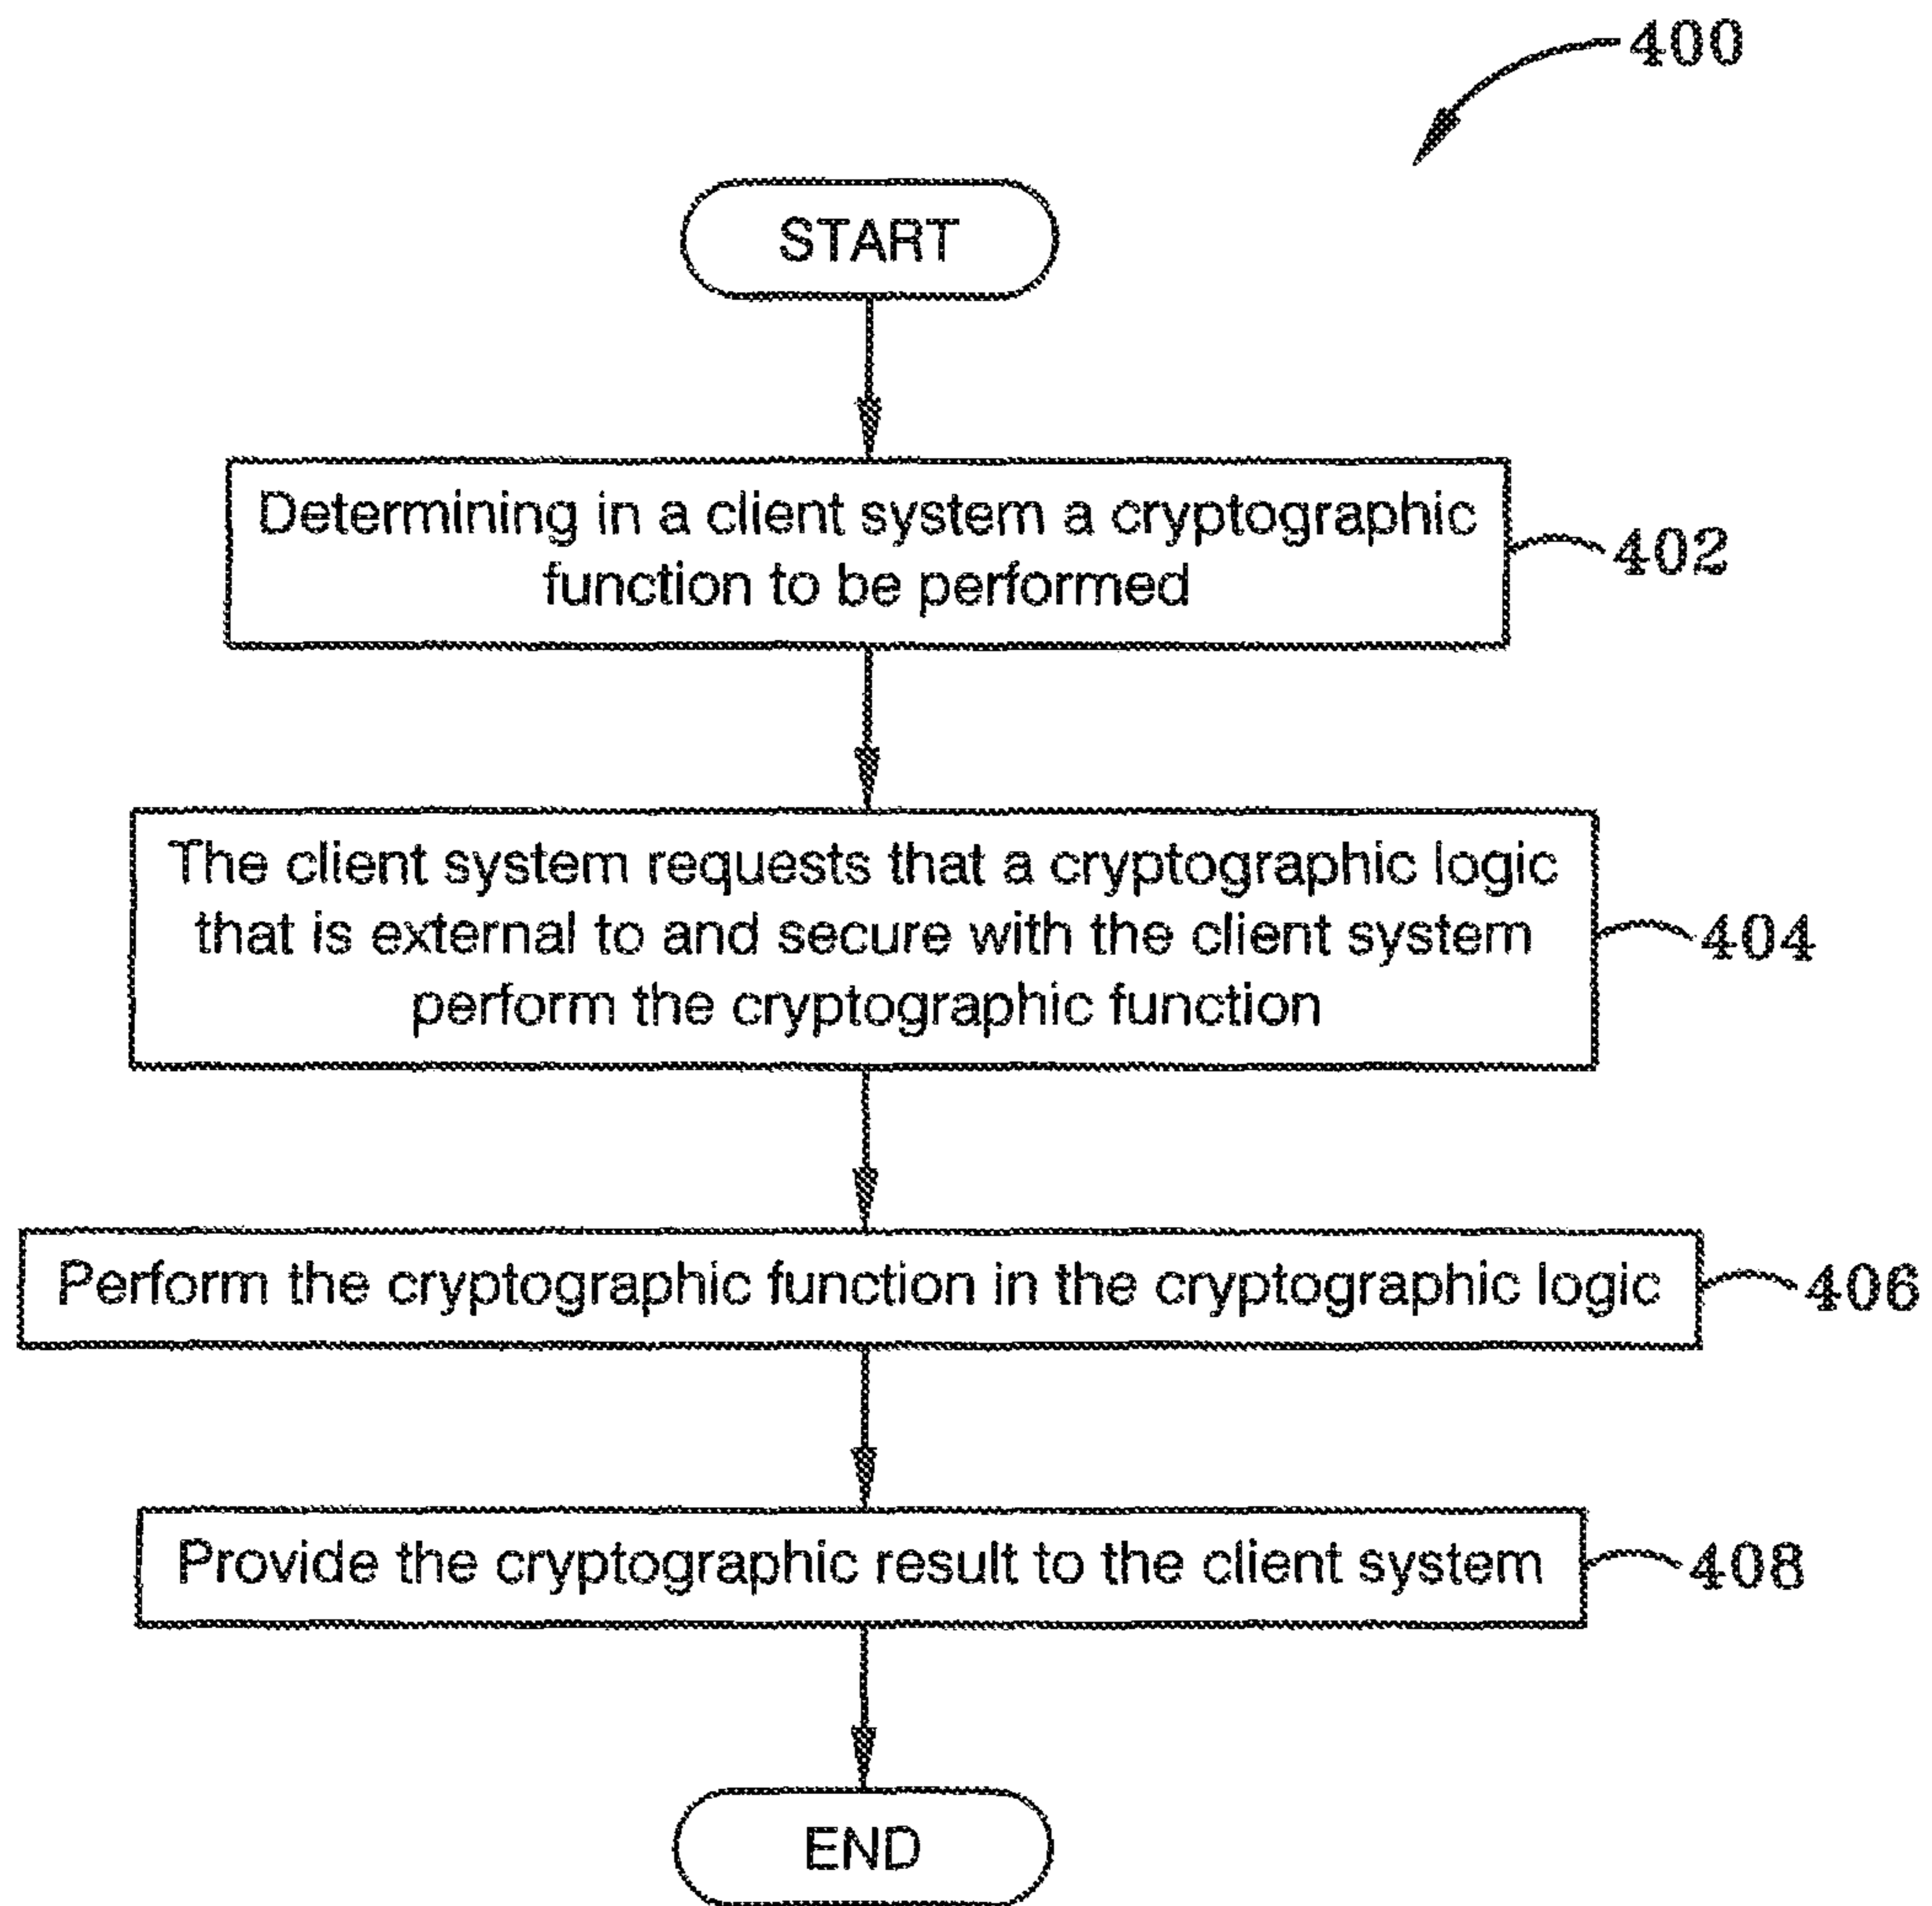 400
START
Determining in a client system a cryptographic
function to be performed
402
The client system requests that a cryptographic logic
that is external to and secure with the client system
perform the cryptographic function
404
Perform the cryptographic function in the cryptographic logic
406
Provide the cryptographic result to the client system
408
END